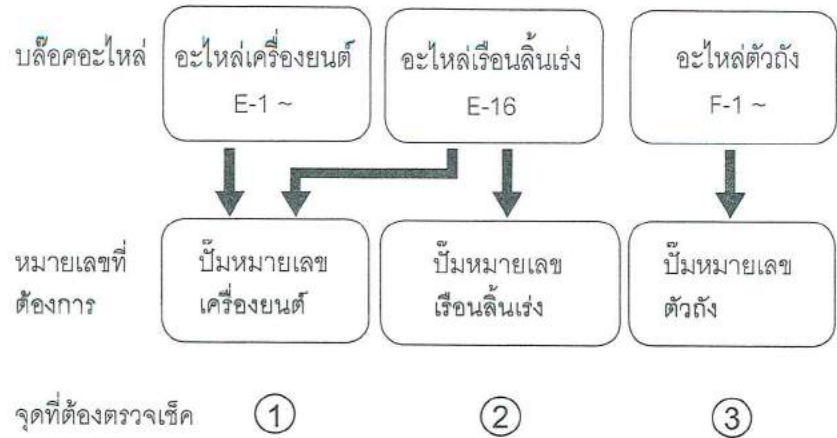 บล๊อคอะไหล่
อะไหล่เครื่องยนต์
E-1 ~
อะไหล่เรือนลิ้นเร่ง
E-16
อะไหล่ตัวถัง
F-1 ~
หมายเลขที่
ต้องการ
ปั๊มหมายเลข
เครื่องยนต์
ปั๊มหมายเลข
เรือนลิ้นเร่ง
ปั๊มหมายเลข
ตัวถัง
จุดที่ต้องตรวจเช็ค ① ② ③